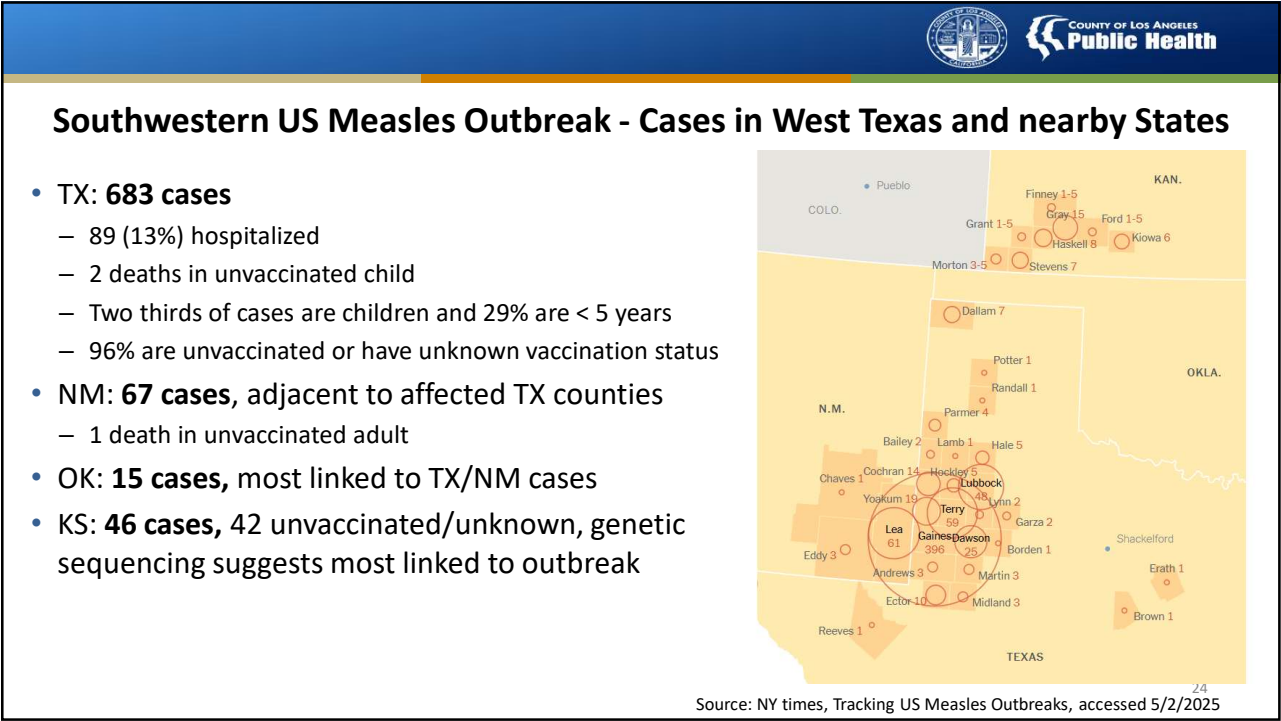 COUNTY OF LOS ANGELES
Public Health
Southwestern US Measles Outbreak - Cases in West Texas and nearby States
• TX: 683 cases
– 89 (13%) hospitalized
– 2 deaths in unvaccinated child
– Two thirds of cases are children and 29% are < 5 years
– 96% are unvaccinated or have unknown vaccination status
• NM: 67 cases, adjacent to affected TX counties
– 1 death in unvaccinated adult
• OK: 15 cases, most linked to TX/NM cases
• KS: 46 cases, 42 unvaccinated/unknown, genetic
sequencing suggests most linked to outbreak
Pueblo
COLO.
KAN.
Finney 1-5
Gray 15
Ford 1-5
Grant 1-5
Kiowa 6
Haskell 8
Morton 3-5
Stevens 7
Dallam 7
Potter 1
OKLA.
Randall 1
N.M.
Parmer 4
Bailey 2
Lamb 1
Hale 5
Chaves 1
Cochran 14
Hockley 5
Lubbock
48
Yoakum 19
Lynn 2
Terry
59
Garza 2
Lea
61
Gaines
396
Dawson
25
Borden 1
Shackelford
Eddy 3
Andrews 3
Martin 3
Erath 1
Ector 10
Midland 3
Brown 1
Reeves 1
TEXAS
24
Source: NY times, Tracking US Measles Outbreaks, accessed 5/2/2025